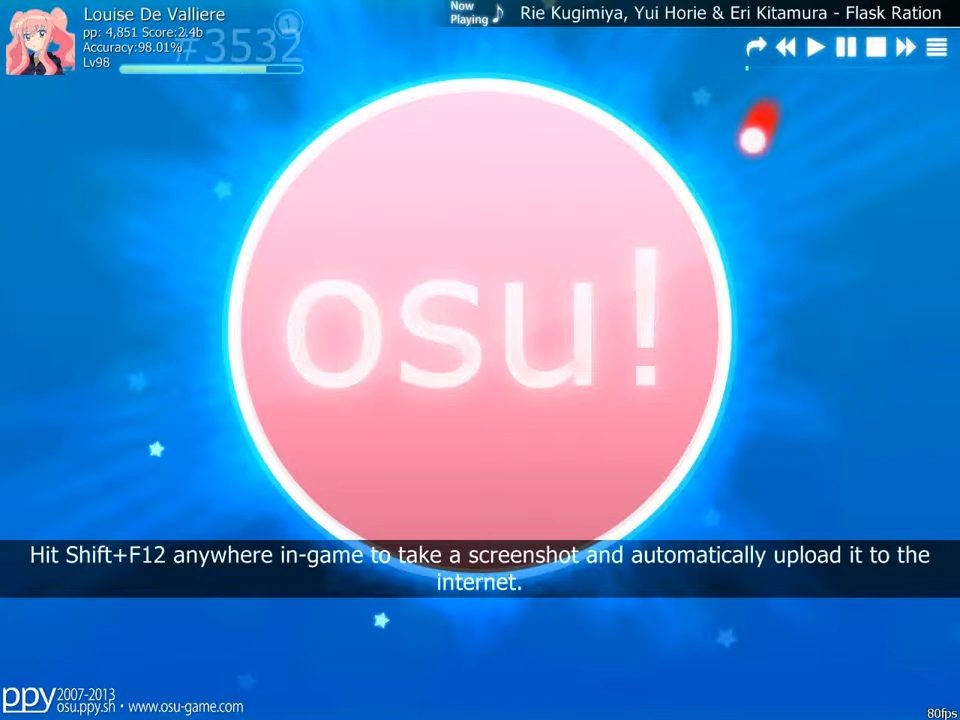 Louise De Valliere
pp: 4,851 Score:2.4b
Accuracy:98.01%
Lv98
#3532
1
Now
Playing
Rie Kugimiya, Yui Horie & Eri Kitamura - Flask Ration
osu!
Hit Shift+F12 anywhere in-game to take a screenshot and automatically upload it to the
internet.
ppy 2007-2013
osu.ppy.sh • www.osu-game.com
80fps